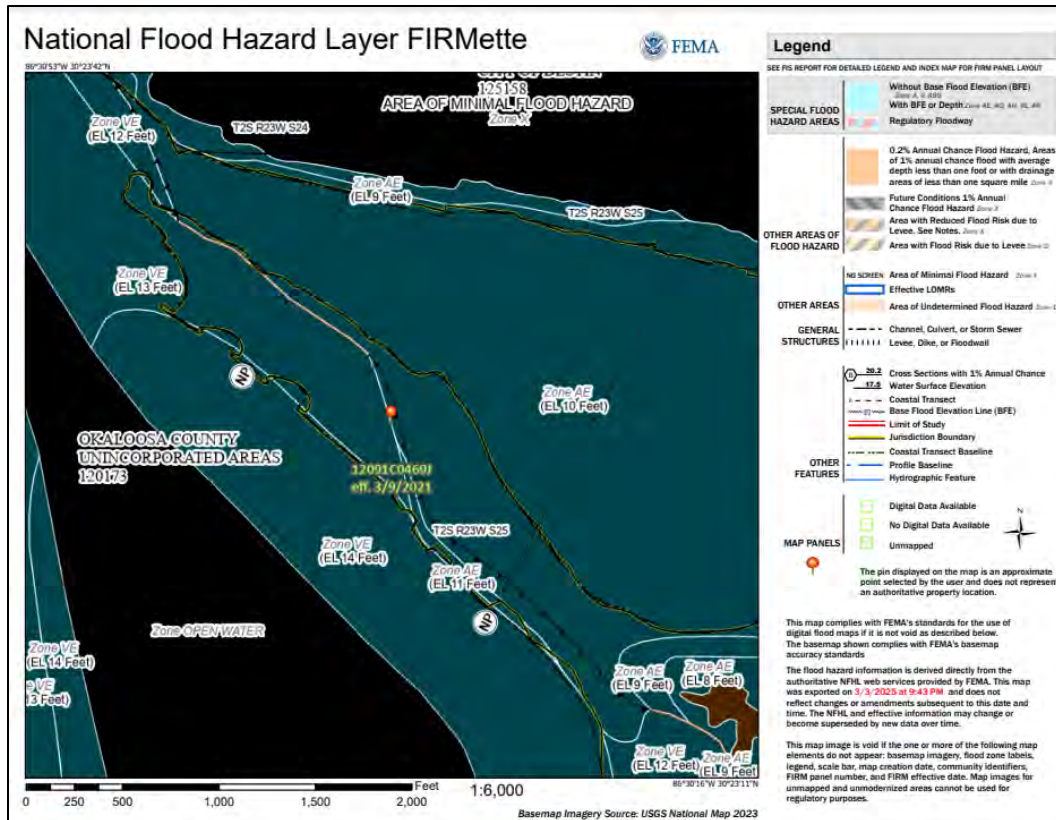 National Flood Hazard Layer FIRMette
FEMA
86°30'53"W 30°23'42"N
125158
AREA OF MINIMAL FLOOD HAZARD
Zone X
T2S R23W S24
Zone VE
(EL 12 Feet)
Zone AE
(EL 9 Feet)
T2S R23W S25
Zone VE
(EL 13 Feet)
NP
Zone AE
(EL 10 Feet)
OKALOOSA COUNTY
UNINCORPORATED AREAS
120173
12091C0469J
eff. 3/9/2021
T2S R23W S25
Zone VE
(EL 14 Feet)
Zone AE
(EL 11 Feet)
NP
Zone OPEN WATER
Zone VE
(EL 14 Feet)
Zone AE
(EL 9 Feet)
Zone AE
(EL 8 Feet)
Zone VE
(EL 12 Feet)
Zone AE
(EL 9 Feet)
86°30'16"W 30°23'11"N
0 250 500 1,000 1,500 2,000 Feet 1:6,000
Basemap Imagery Source: USGS National Map 2023
Legend
SEE FIS REPORT FOR DETAILED LEGEND AND INDEX MAP FOR FIRM PANEL LAYOUT
SPECIAL FLOOD
HAZARD AREAS
Without Base Flood Elevation (BFE)
With BFE or Depth
Regulatory Floodway
OTHER AREAS OF
FLOOD HAZARD
0.2% Annual Chance Flood Hazard, Areas
of 1% annual chance flood with average
depth less than one foot or with drainage
areas of less than one square mile
Future Conditions 1% Annual
Chance Flood Hazard
Area with Reduced Flood Risk due to
Levee. See Notes.
Area with Flood Risk due to Levee
OTHER AREAS
NO SCREEN Area of Minimal Flood Hazard
Effective LOMRs
Area of Undetermined Flood Hazard
GENERAL
STRUCTURES
Channel, Culvert, or Storm Sewer
Levee, Dike, or Floodwall
OTHER
FEATURES
20.2 Cross Sections with 1% Annual Chance
17.5 Water Surface Elevation
Coastal Transect
Base Flood Elevation Line (BFE)
Limit of Study
Jurisdiction Boundary
Coastal Transect Baseline
Profile Baseline
Hydrographic Feature
MAP PANELS
Digital Data Available
No Digital Data Available
Unmapped
N
The pin displayed on the map is an approximate
point selected by the user and does not represent
an authoritative property location.
This map complies with FEMA's standards for the use of
digital flood maps if it is not void as described below.
The basemap shown complies with FEMA's basemap
accuracy standards
The flood hazard information is derived directly from the
authoritative NFHL web services provided by FEMA. This map
was exported on 3/3/2025 at 9:43 PM and does not
reflect changes or amendments subsequent to this date and
time. The NFHL and effective information may change or
become superseded by new data over time.
This map image is void if the one or more of the following map
elements do not appear: basemap imagery, flood zone labels,
legend, scale bar, map creation date, community identifiers,
FIRM panel number, and FIRM effective date. Map images for
unmapped and unmodernized areas cannot be used for
regulatory purposes.